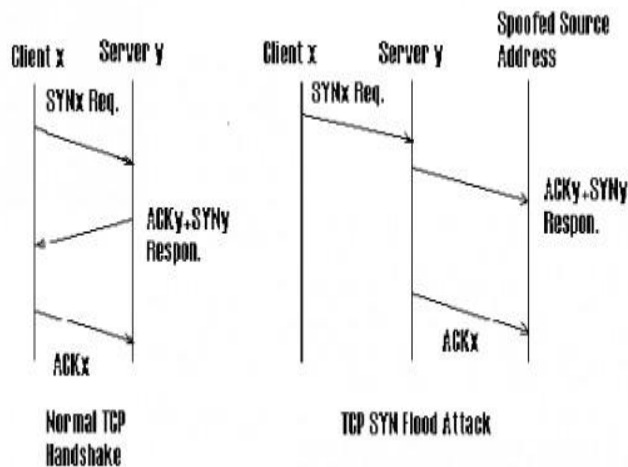 Client x
Server y
SYNx Req.
ACKy+SYNy
Respon.
ACKx
Normal TCP
Handshake
Client x
Server y
Spoofed Source
Address
SYNx Req.
ACKy+SYNy
Respon.
ACKx
TCP SYN Flood Attack